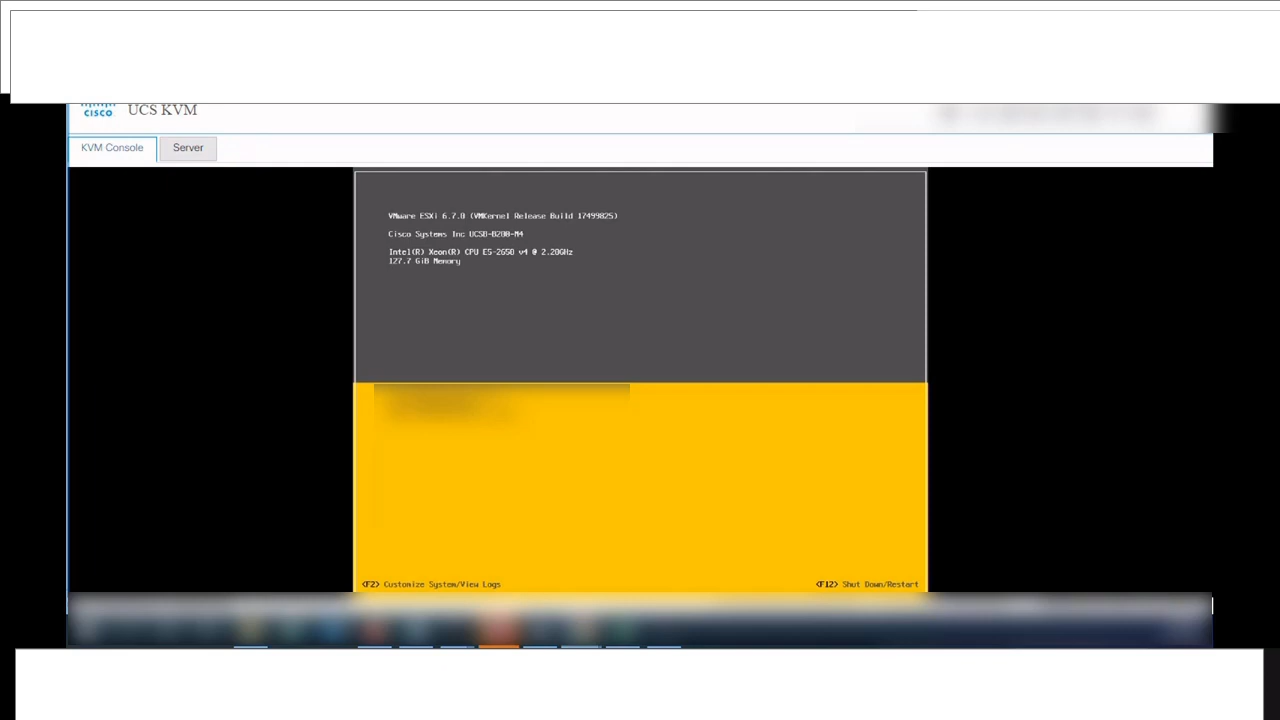 CISCO
UCS KVM
KVM Console
Server
VMware ESXi 6.7.0 (VMKernel Release Build 17499825)
Cisco Systems Inc UCSB-B200-M4
Intel(R) Xeon(R) CPU E5-2650 v4 @ 2.20GHz
127.7 GiB Memory
<F2> Customize System/View Logs
<F12> Shut Down/Restart